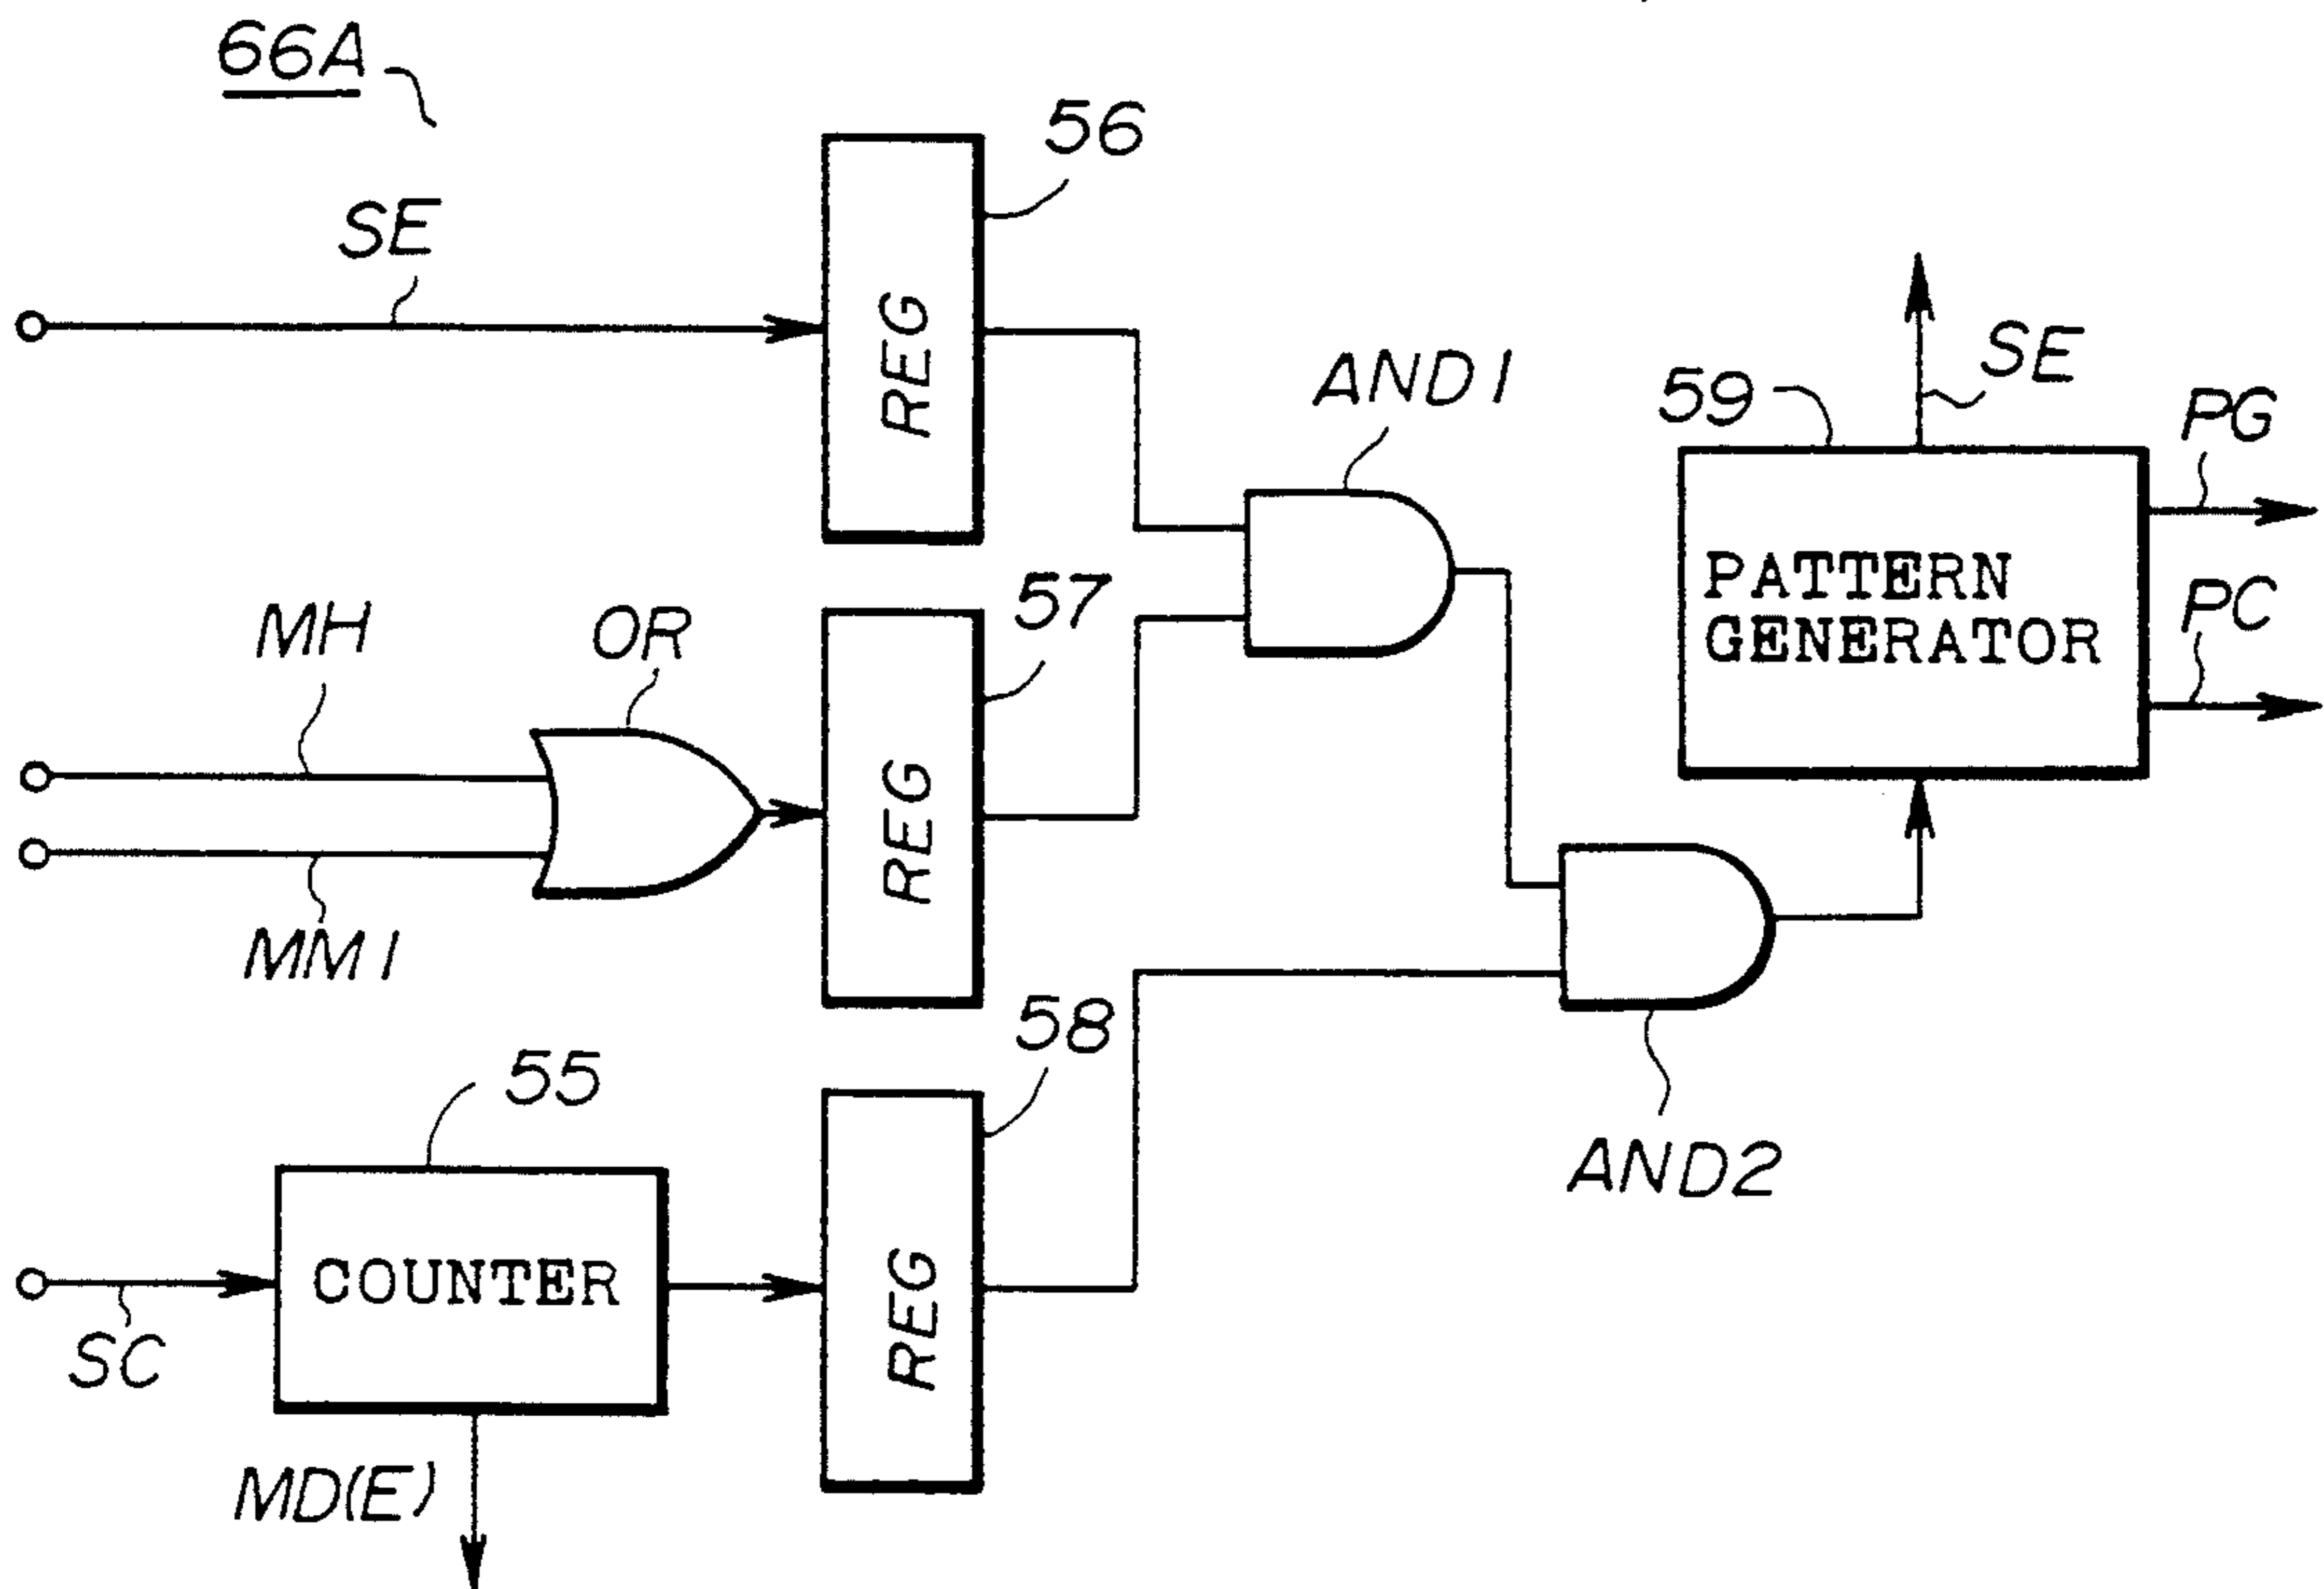 66A
56
SE
REG
AND1
SE
59
PG
PATTERN
GENERATOR
PC
57
MH
OR
REG
MM1
58
55
COUNTER
REG
SC
AND2
MD(E)